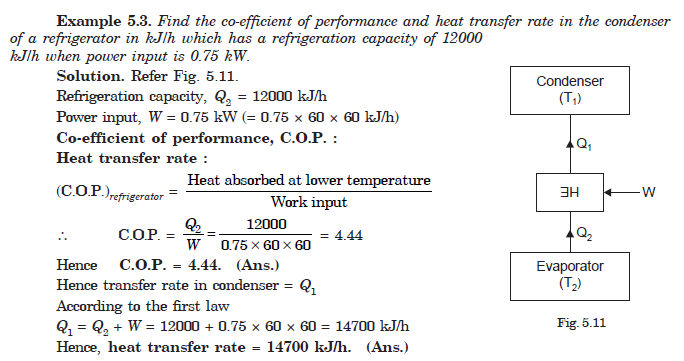 Example 5.3. Find the co-efficient of performance and heat transfer rate in the condenser
of a refrigerator in kJ/h which has a refrigeration capacity of 12000
kJ/h when power input is 0.75 kW.
Solution. Refer Fig. 5.11.
Refrigeration capacity, Q₂ = 12000 kJ/h
Power input, W = 0.75 kW (= 0.75 × 60 × 60 kJ/h)
Co-efficient of performance, C.O.P. :
Heat transfer rate :
(C.O.P.)refrigerator = Heat absorbed at lower temperature / Work input
∴ C.O.P. = Q₂ / W = 12000 / 0.75 × 60 × 60 = 4.44
Hence C.O.P. = 4.44. (Ans.)
Hence transfer rate in condenser = Q₁
According to the first law
Q₁ = Q₂ + W = 12000 + 0.75 × 60 × 60 = 14700 kJ/h
Hence, heat transfer rate = 14700 kJ/h. (Ans.)
Condenser
(T₁)
Q₁
ƎH
W
Q₂
Evaporator
(T₂)
Fig. 5.11